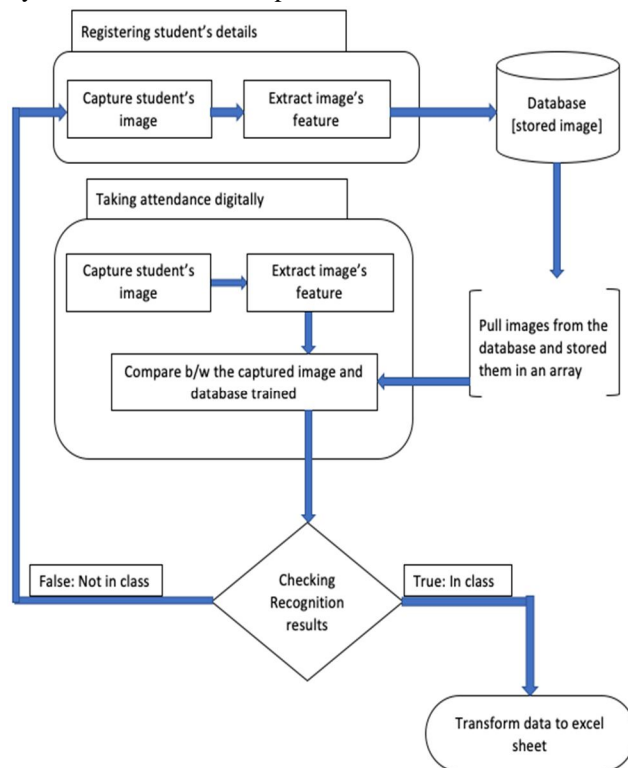 Registering student's details
Capture student's
image
Extract image's
feature
Database
[stored image]
Taking attendance digitally
Capture student's
image
Extract image's
feature
Pull images from the
database and stored
them in an array
Compare b/w the captured image and
database trained
False: Not in class
Checking
Recognition
results
True: In class
Transform data to excel
sheet